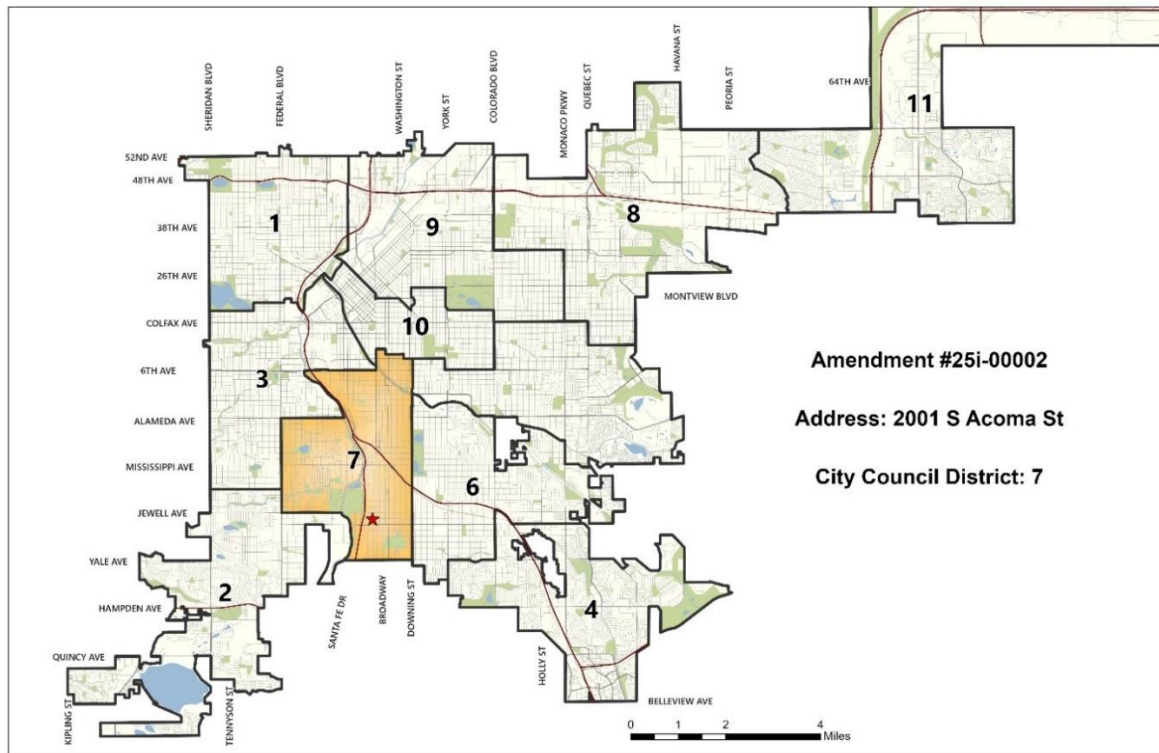 SHERIDAN BLVD
FEDERAL BLVD
WASHINGTON ST
YORK ST
COLORADO BLVD
MONACO PKWY
QUEBEC ST
HAVANA ST
PEORIA ST
64TH AVE
11
52ND AVE
48TH AVE
1
9
8
38TH AVE
26TH AVE
MONTVIEW BLVD
COLFAX AVE
10
Amendment #25i-00002
6TH AVE
3
ALAMEDA AVE
Address: 2001 S Acoma St
7
MISSISSIPPI AVE
6
City Council District: 7
JEWELL AVE
YALE AVE
2
HAMPDEN AVE
SANTA FE DR
BROADWAY
DOWNING ST
4
QUINCY AVE
HOLLY ST
KIPLING ST
TENNYSON ST
BELLEVIEW AVE
0 1 2 4
Miles